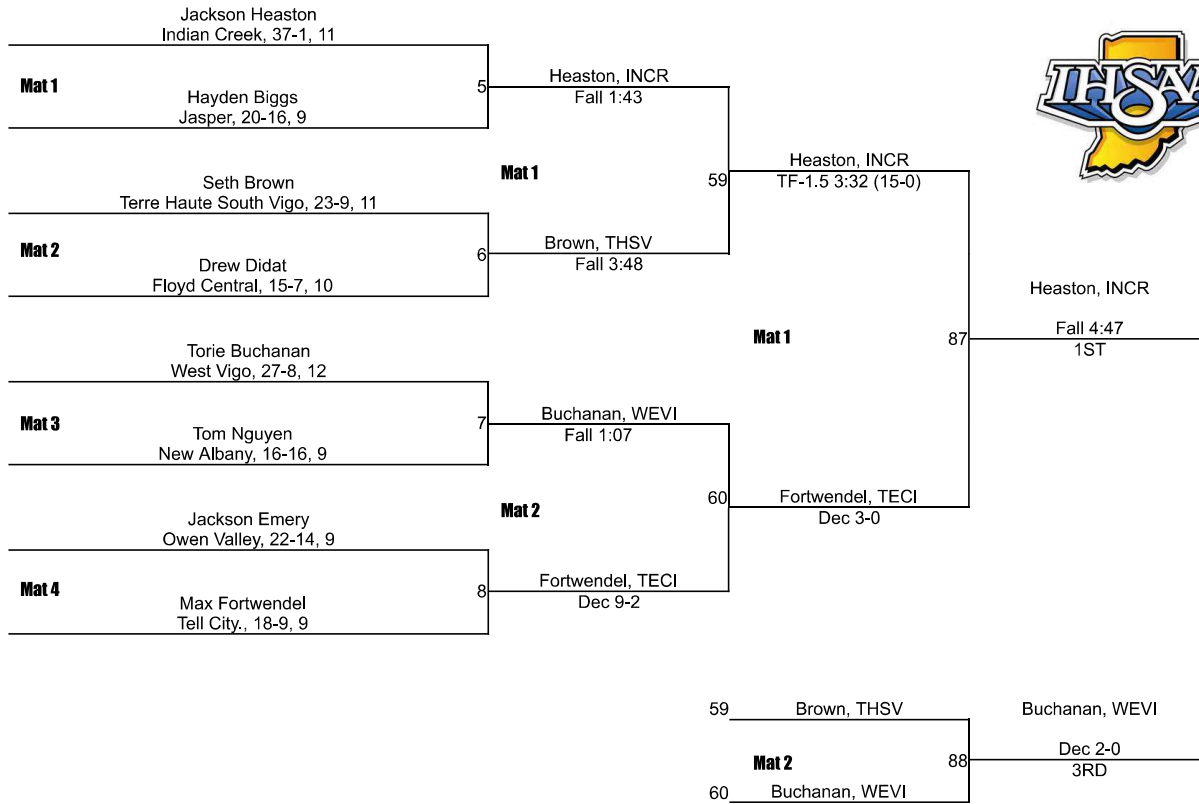 Jackson Heaston
Indian Creek, 37-1, 11
Mat 1
Hayden Biggs
Jasper, 20-16, 9
5
Heaston, INCR
Fall 1:43
Seth Brown
Terre Haute South Vigo, 23-9, 11
Mat 2
Drew Didat
Floyd Central, 15-7, 10
6
Brown, THSV
Fall 3:48
Mat 1
59
Heaston, INCR
TF-1.5 3:32 (15-0)
Torie Buchanan
West Vigo, 27-8, 12
Mat 3
Tom Nguyen
New Albany, 16-16, 9
7
Buchanan, WEVI
Fall 1:07
Jackson Emery
Owen Valley, 22-14, 9
Mat 4
Max Fortwendel
Tell City., 18-9, 9
8
Fortwendel, TECI
Dec 9-2
Mat 2
60
Fortwendel, TECI
Dec 3-0
Mat 1
87
Heaston, INCR
Fall 4:47
1ST
59
Brown, THSV
Mat 2
60
Buchanan, WEVI
88
Buchanan, WEVI
Dec 2-0
3RD
IHSAA